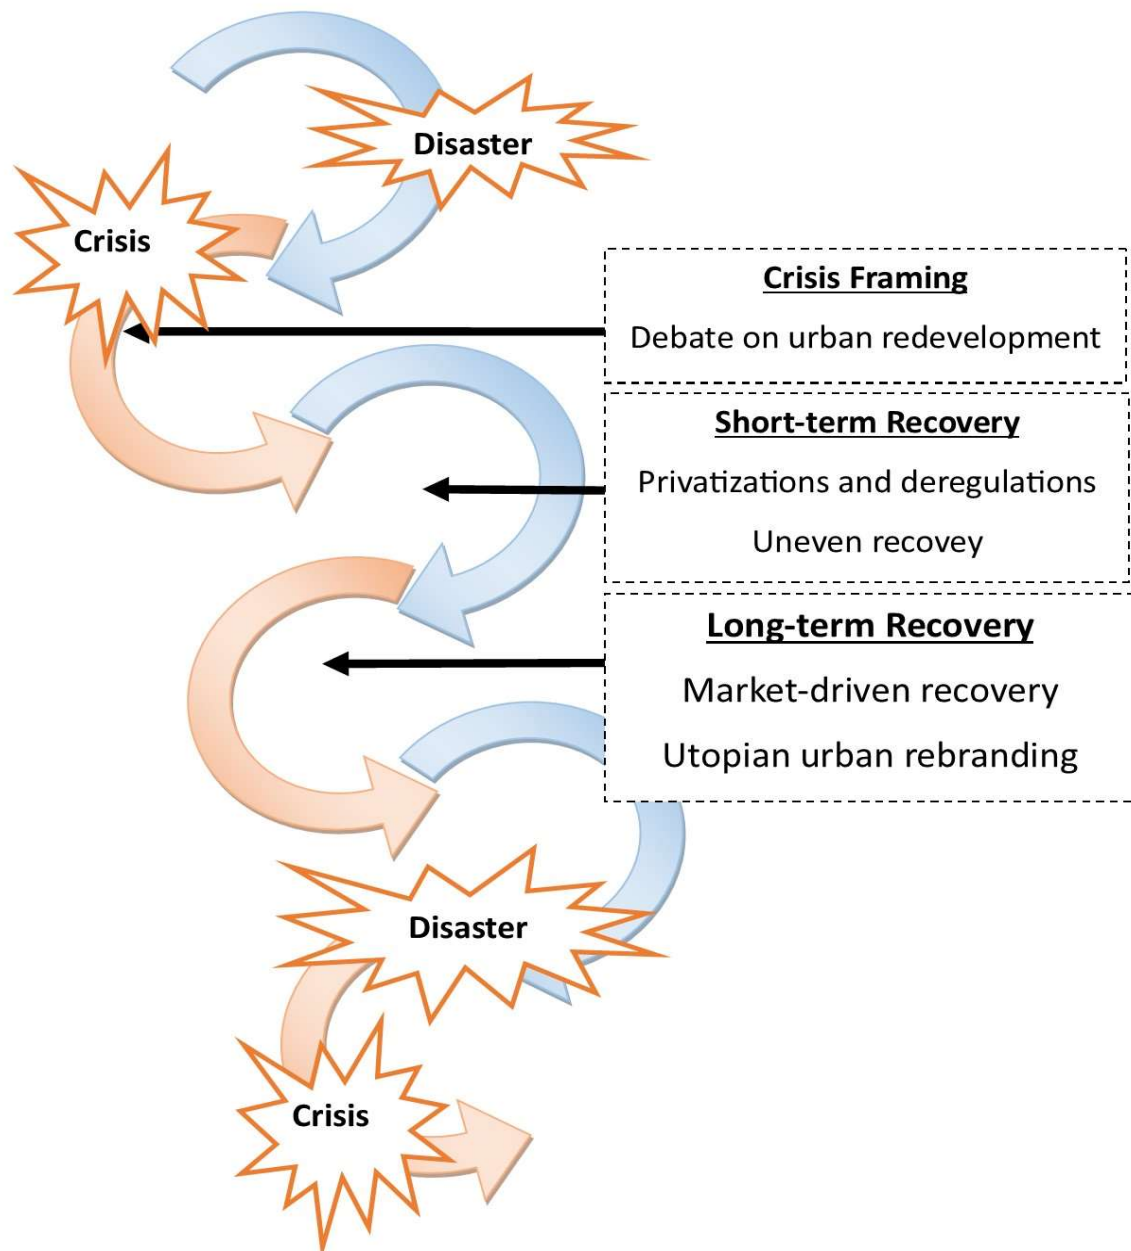 Disaster
Crisis
Crisis Framing
Debate on urban redevelopment
Short-term Recovery
Privatizations and deregulations
Uneven recovey
Long-term Recovery
Market-driven recovery
Utopian urban rebranding
Disaster
Crisis